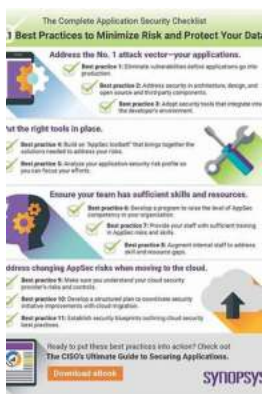 The Complete Application Security Checklist
1 Best Practices to Minimize Risk and Protect Your Data
Address the No. 1 attack vector—your applications.
Best practice 1: Eliminate vulnerabilities before applications go into
production.
Best practice 2: Address security in architecture, design, and
open source and third-party components.
Best practice 3: Adopt security tools that integrate into
the developer's environment.
ut the right tools in place.
Best practice 4: Build an "AppSec toolbelt" that brings together the
solutions needed to address your risks.
Best practice 5: Analyze your application security risk profile so
you can focus your efforts.
Ensure your team has sufficient skills and resources.
Best practice 6: Develop a program to raise the level of AppSec
competency in your organization.
Best practice 7: Provide your staff with sufficient training
in AppSec risks and skills.
Best practice 8: Augment internal staff to address
skill and resource gaps.
ddress changing AppSec risks when moving to the cloud.
Best practice 9: Make sure you understand your cloud security
provider's risks and controls.
Best practice 10: Develop a structured plan to coordinate security
initiative improvements with cloud migration.
Best practice 11: Establish security blueprints outlining cloud security
best practices.
Ready to put these best practices into action? Check out
The CISO's Ultimate Guide to Securing Applications.
Download eBook
SYNOPSYS